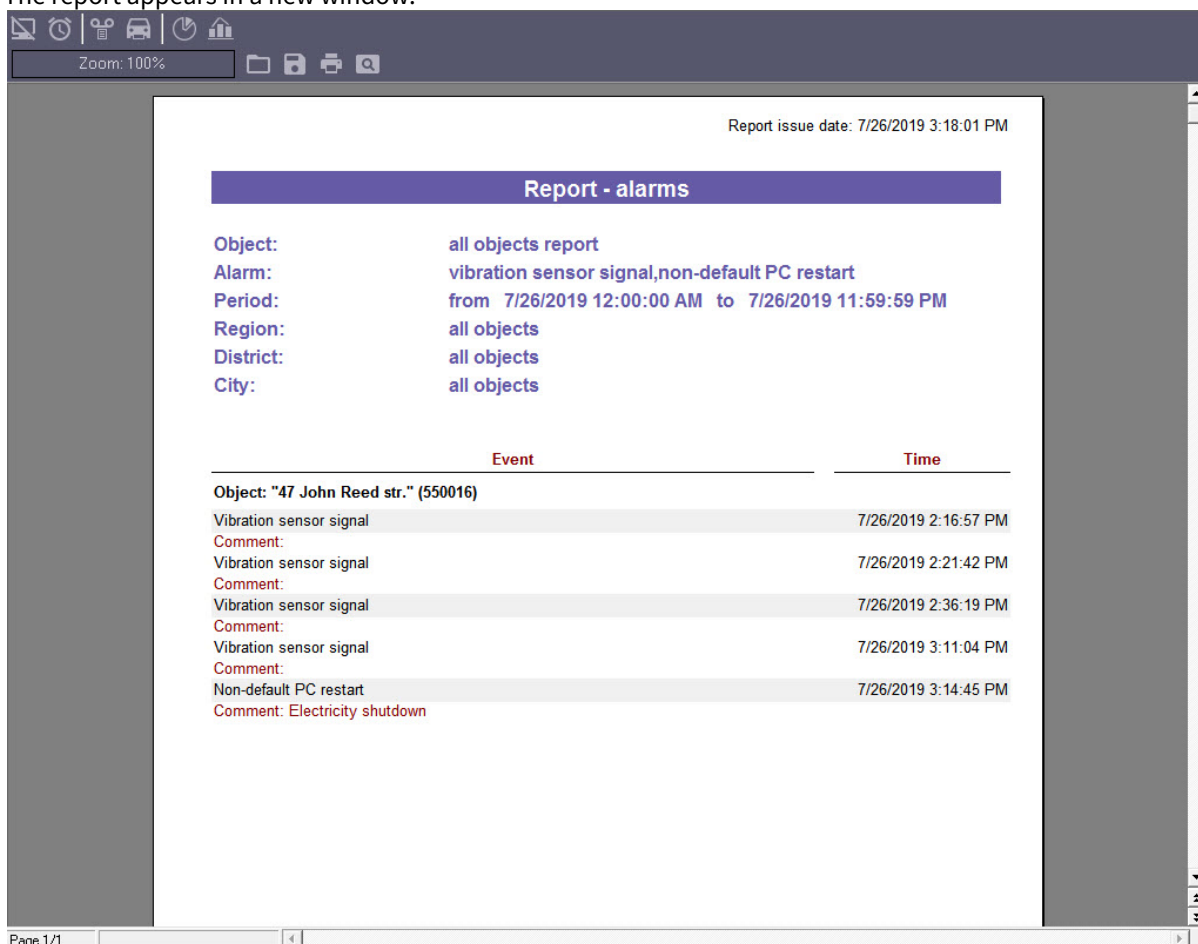 The report appears in a new window.
Zoom: 100%
Report issue date: 7/26/2019 3:18:01 PM
Report - alarms
Object: all objects report
Alarm: vibration sensor signal,non-default PC restart
Period: from 7/26/2019 12:00:00 AM to 7/26/2019 11:59:59 PM
Region: all objects
District: all objects
City: all objects
Event Time
Object: "47 John Reed str." (550016)
Vibration sensor signal 7/26/2019 2:16:57 PM
Comment:
Vibration sensor signal 7/26/2019 2:21:42 PM
Comment:
Vibration sensor signal 7/26/2019 2:36:19 PM
Comment:
Vibration sensor signal 7/26/2019 3:11:04 PM
Comment:
Non-default PC restart 7/26/2019 3:14:45 PM
Comment: Electricity shutdown
Page 1/1